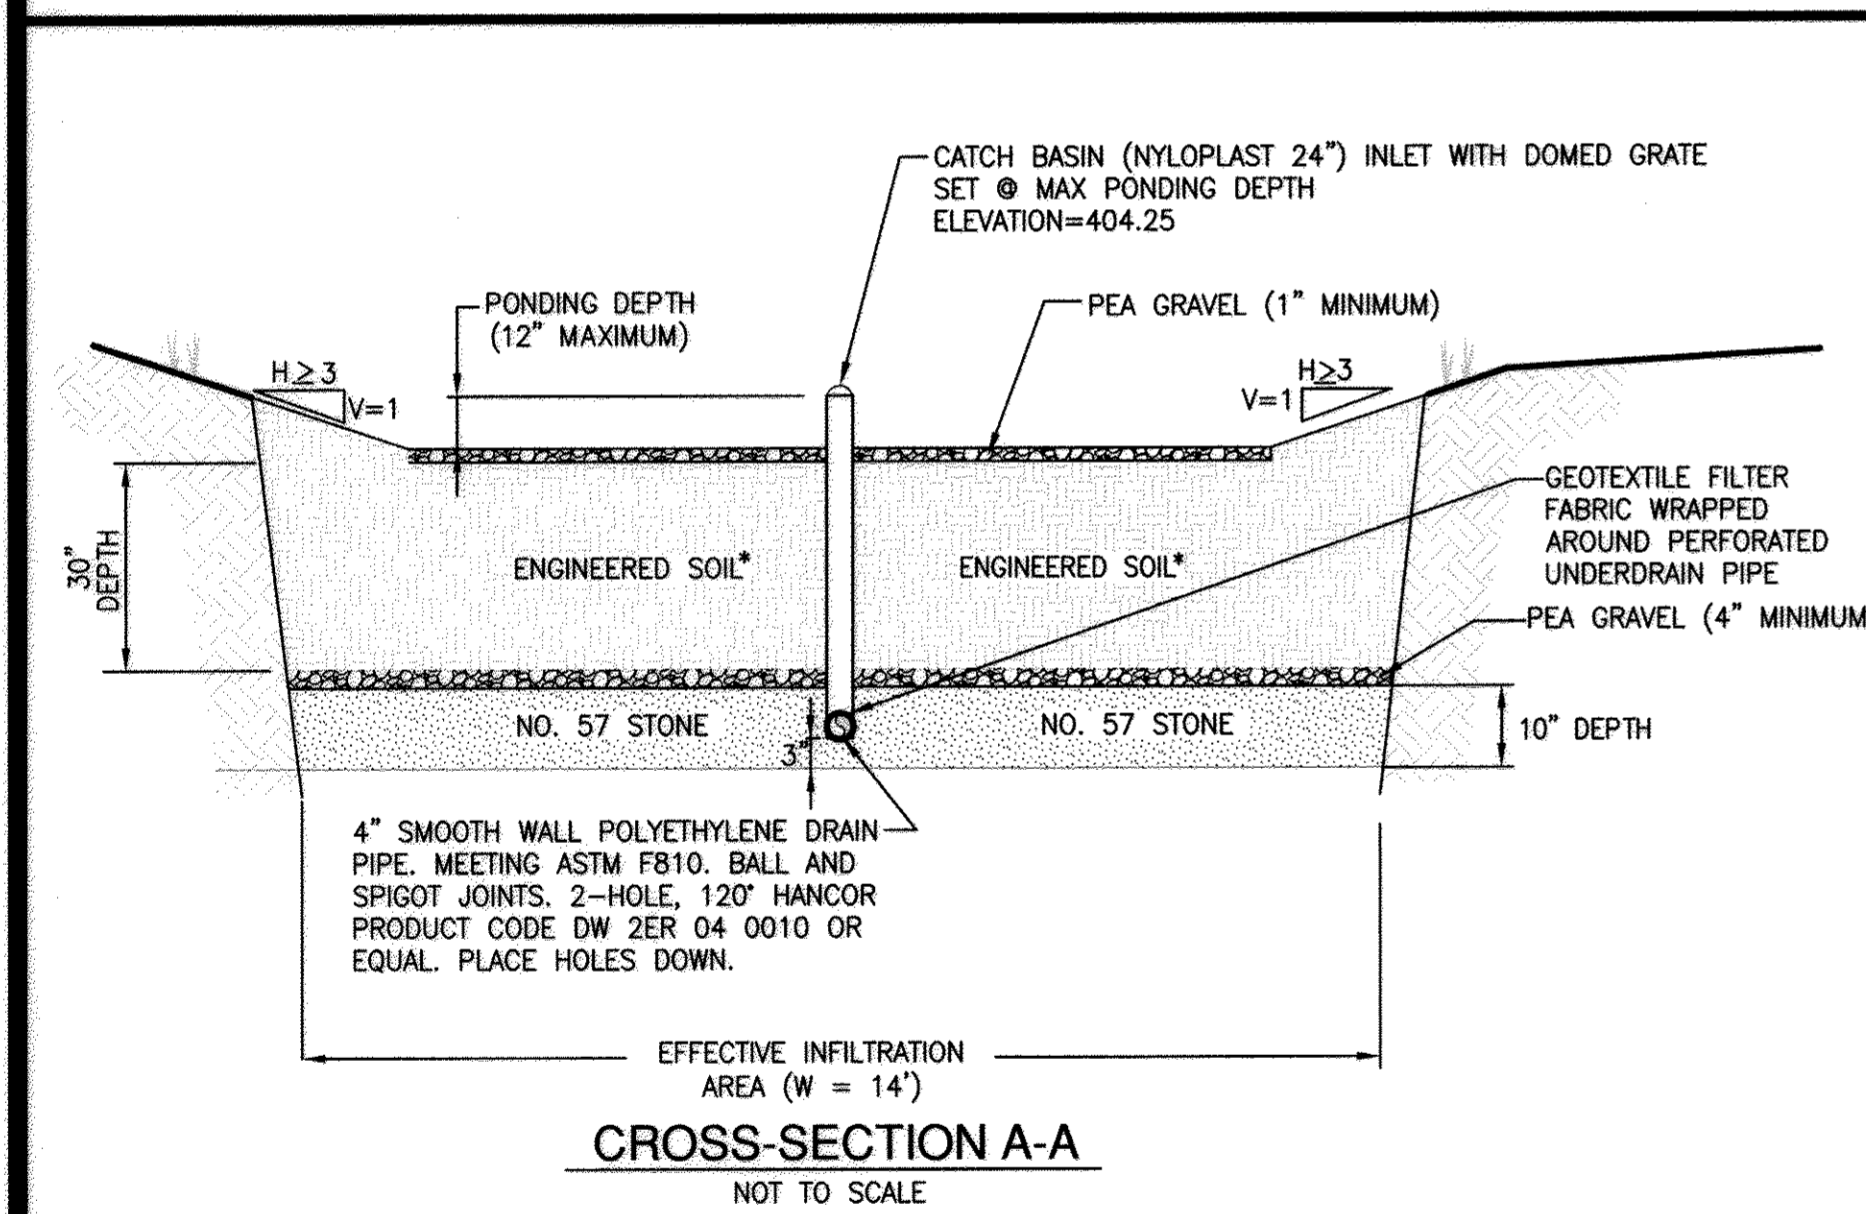 CATCH BASIN (NYLOPLAST 24") INLET WITH DOMED GRATE
SET @ MAX PONDING DEPTH
ELEVATION=404.25
PONDING DEPTH
(12" MAXIMUM)
PEA GRAVEL (1" MINIMUM)
H≥3
V=1
H≥3
V=1
GEOTEXTILE FILTER
FABRIC WRAPPED
AROUND PERFORATED
UNDERDRAIN PIPE
30"
DEPTH
ENGINEERED SOIL*
ENGINEERED SOIL*
PEA GRAVEL (4" MINIMUM
NO. 57 STONE
NO. 57 STONE
10" DEPTH
3"
4" SMOOTH WALL POLYETHYLENE DRAIN
PIPE. MEETING ASTM F810. BALL AND
SPIGOT JOINTS. 2-HOLE, 120° HANCOR
PRODUCT CODE DW 2ER 04 0010 OR
EQUAL. PLACE HOLES DOWN.
EFFECTIVE INFILTRATION
AREA (W = 14')
CROSS-SECTION A-A
NOT TO SCALE